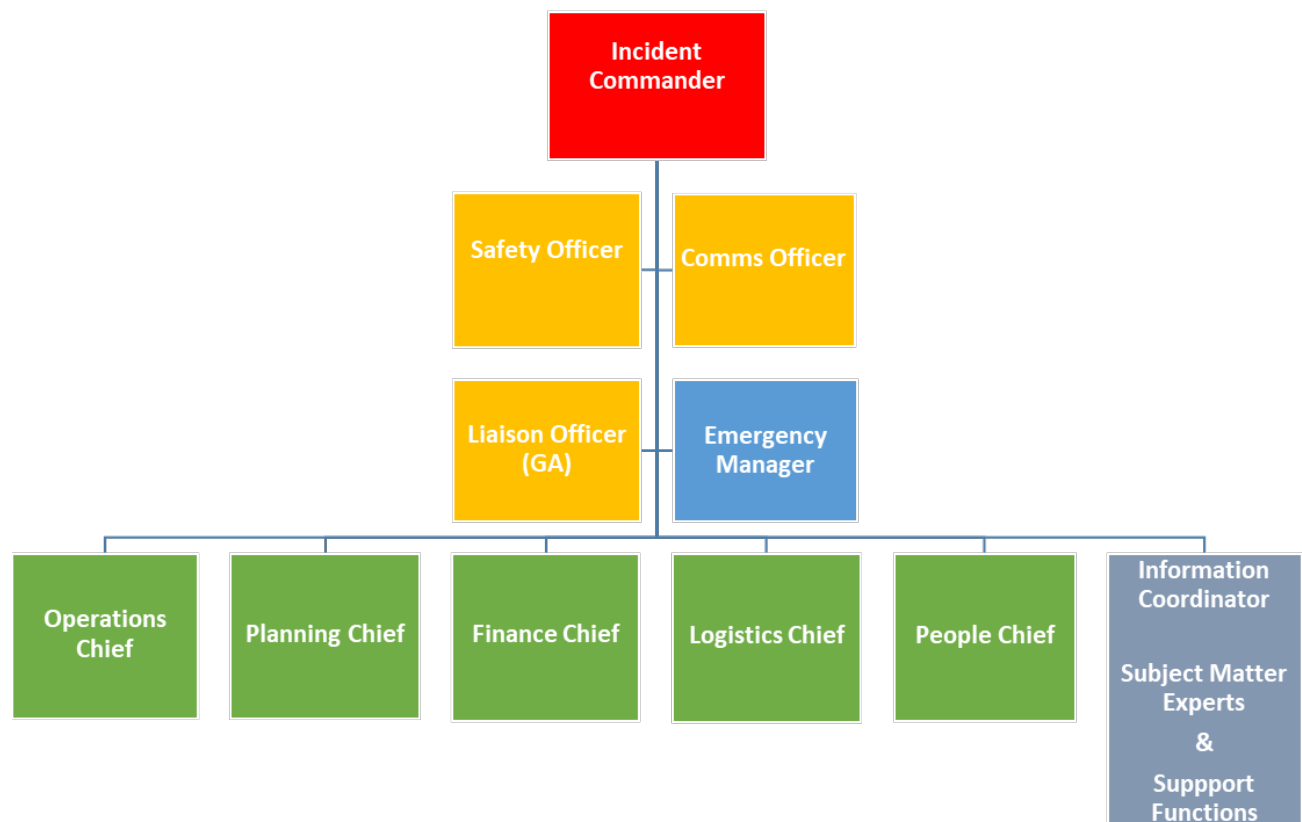 Incident
Commander
Safety Officer
Comms Officer
Liaison Officer
(GA)
Emergency
Manager
Operations
Chief
Planning Chief
Finance Chief
Logistics Chief
People Chief
Information
Coordinator
Subject Matter
Experts
&
Suppport
Functions